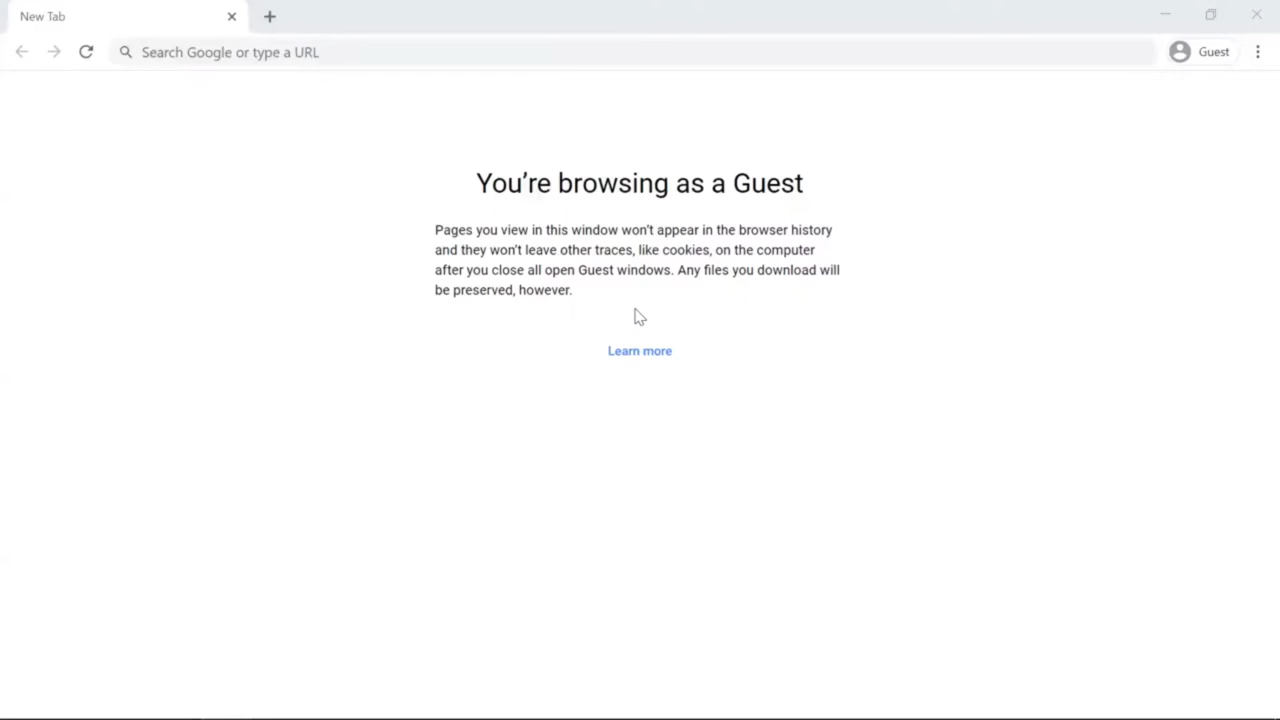 New Tab
Search Google or type a URL
Guest
You’re browsing as a Guest
Pages you view in this window won’t appear in the browser history
and they won’t leave other traces, like cookies, on the computer
after you close all open Guest windows. Any files you download will
be preserved, however.
Learn more